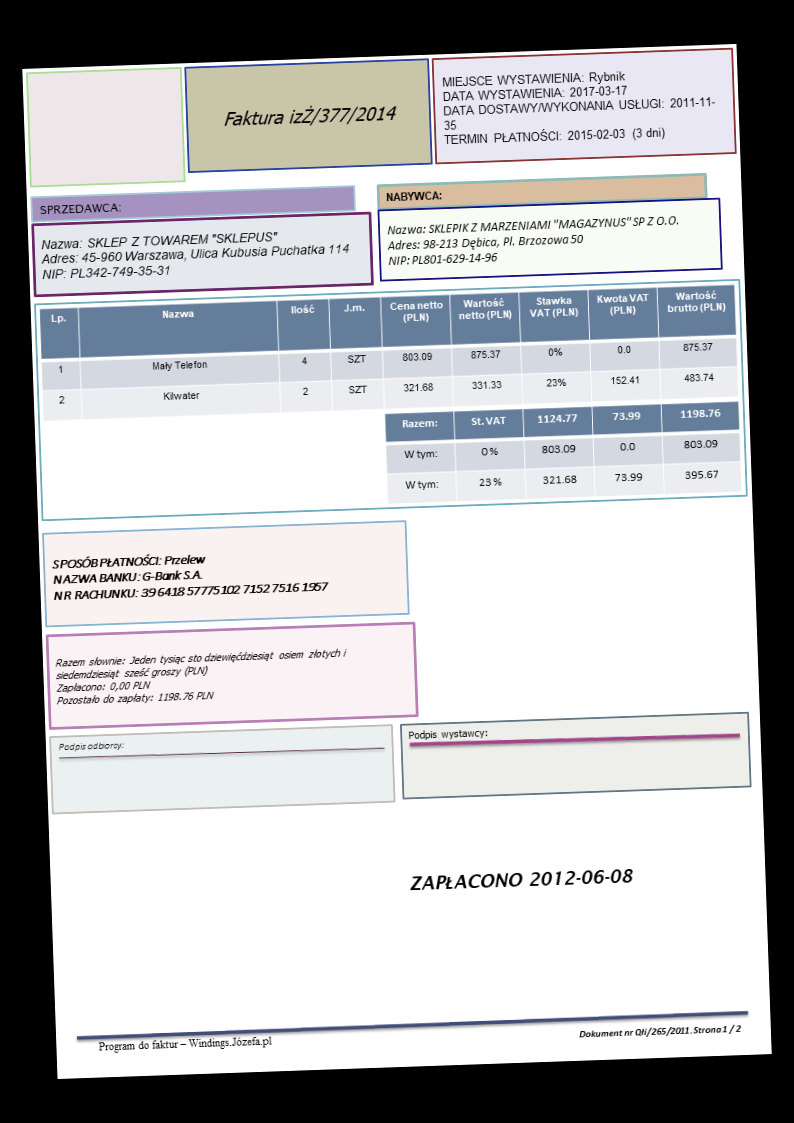 Faktura izŻ/377/2014
MIEJSCE WYSTAWIENIA: Rybnik
DATA WYSTAWIENIA: 2017-03-17
DATA DOSTAWY/WYKONANIA USŁUGI: 2011-11-
35
TERMIN PŁATNOŚCI: 2015-02-03 (3 dni)
SPRZEDAWCA:
Nazwa: SKLEP Z TOWAREM "SKLEPUS"
Adres: 45-960 Warszawa, Ulica Kubusia Puchatka 114
NIP: PL342-749-35-31
NABYWCA:
Nazwa: SKLEPIK Z MARZENIAMI "MAGAZYNUS" SP Z O.O.
Adres: 98-213 Dębica, Pl. Brzozowa 50
NIP: PL801-629-14-96
Lp. Nazwa Ilość J.m. Cena netto (PLN) Wartość netto (PLN) Stawka VAT (PLN) Kwota VAT (PLN) Wartość brutto (PLN)
1 Mały Telefon 4 SZT 803.09 875.37 0% 0.0 875.37
2 Kilwater 2 SZT 321.68 331.33 23% 152.41 483.74
Razem: St. VAT 1124.77 73.99 1198.76
W tym: 0 % 803.09 0.0 803.09
W tym: 23 % 321.68 73.99 395.67
SPOSÓB PŁATNOŚCI: Przelew
NAZWA BANKU: G-Bank S.A.
NR RACHUNKU: 39 6418 5777 5102 7152 7516 1957
Razem słownie: Jeden tysiąc sto dziewięćdziesiąt osiem złotych i
siedemdziesiąt sześć groszy (PLN)
Zapłacono: 0,00 PLN
Pozostało do zapłaty: 1198.76 PLN
Podpis odbiorcy:
Podpis wystawcy:
ZAPŁACONO 2012-06-08
Program do faktur – Windings.Józefa.pl
Dokument nr Qłi/265/2011. Strona 1 / 2